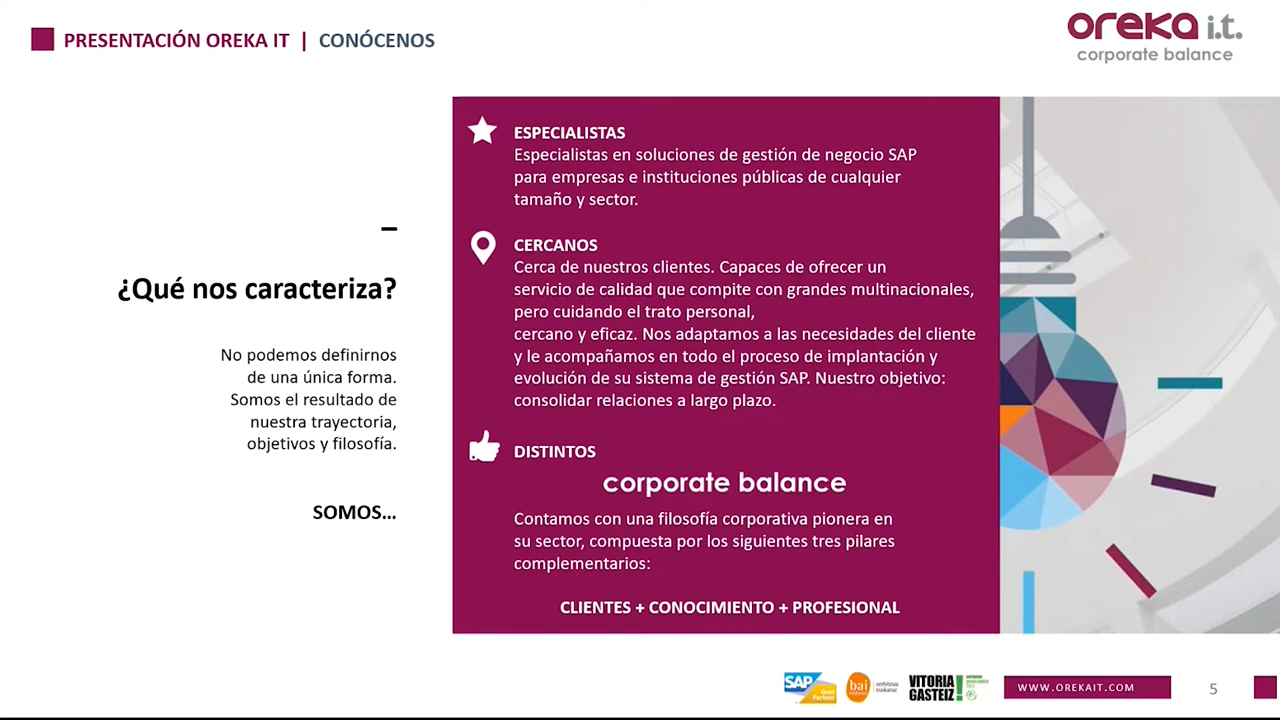 PRESENTACIÓN OREKA IT | CONÓCENOS
oreka i.t.
corporate balance
¿Qué nos caracteriza?
No podemos definirnos
de una única forma.
Somos el resultado de
nuestra trayectoria,
objetivos y filosofía.
SOMOS...
ESPECIALISTAS
Especialistas en soluciones de gestión de negocio SAP
para empresas e instituciones públicas de cualquier
tamaño y sector.
CERCANOS
Cerca de nuestros clientes. Capaces de ofrecer un
servicio de calidad que compite con grandes multinacionales,
pero cuidando el trato personal,
cercano y eficaz. Nos adaptamos a las necesidades del cliente
y le acompañamos en todo el proceso de implantación y
evolución de su sistema de gestión SAP. Nuestro objetivo:
consolidar relaciones a largo plazo.
DISTINTOS
corporate balance
Contamos con una filosofía corporativa pionera en
su sector, compuesta por los siguientes tres pilares
complementarios:
CLIENTES + CONOCIMIENTO + PROFESIONAL
SAP
bai
VITORIA
GASTEIZ
WWW.OREKAIT.COM
5